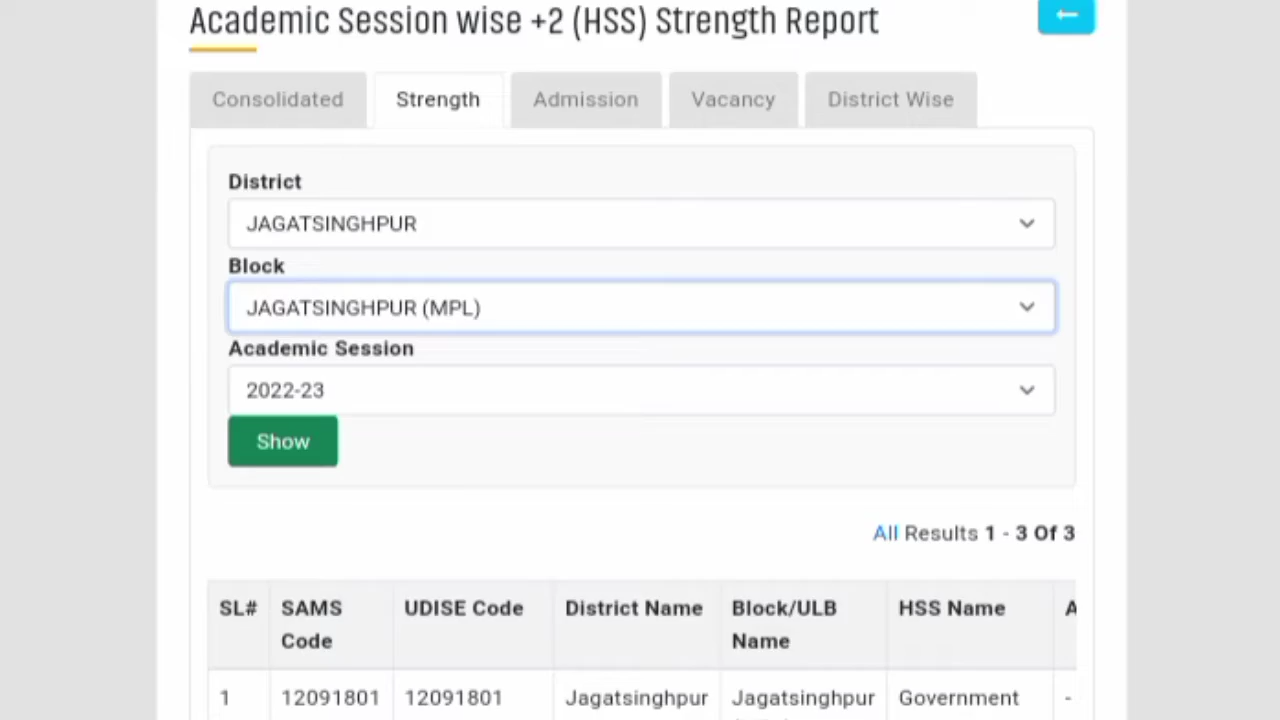 Academic Session wise +2 (HSS) Strength Report
Consolidated Strength Admission Vacancy District Wise
District
JAGATSINGHPUR
Block
JAGATSINGHPUR (MPL)
Academic Session
2022-23
Show
All Results 1 - 3 Of 3
SL# SAMS Code UDISE Code District Name Block/ULB Name HSS Name A
1 12091801 12091801 Jagatsinghpur Jagatsinghpur Government -